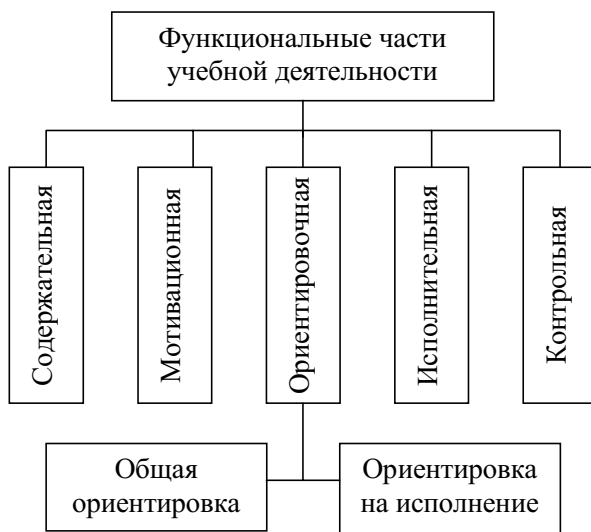 Функциональные части
учебной деятельности
Содержательная
Мотивационная
Ориентировочная
Исполнительная
Контрольная
Общая
ориентировка
Ориентировка
на исполнение